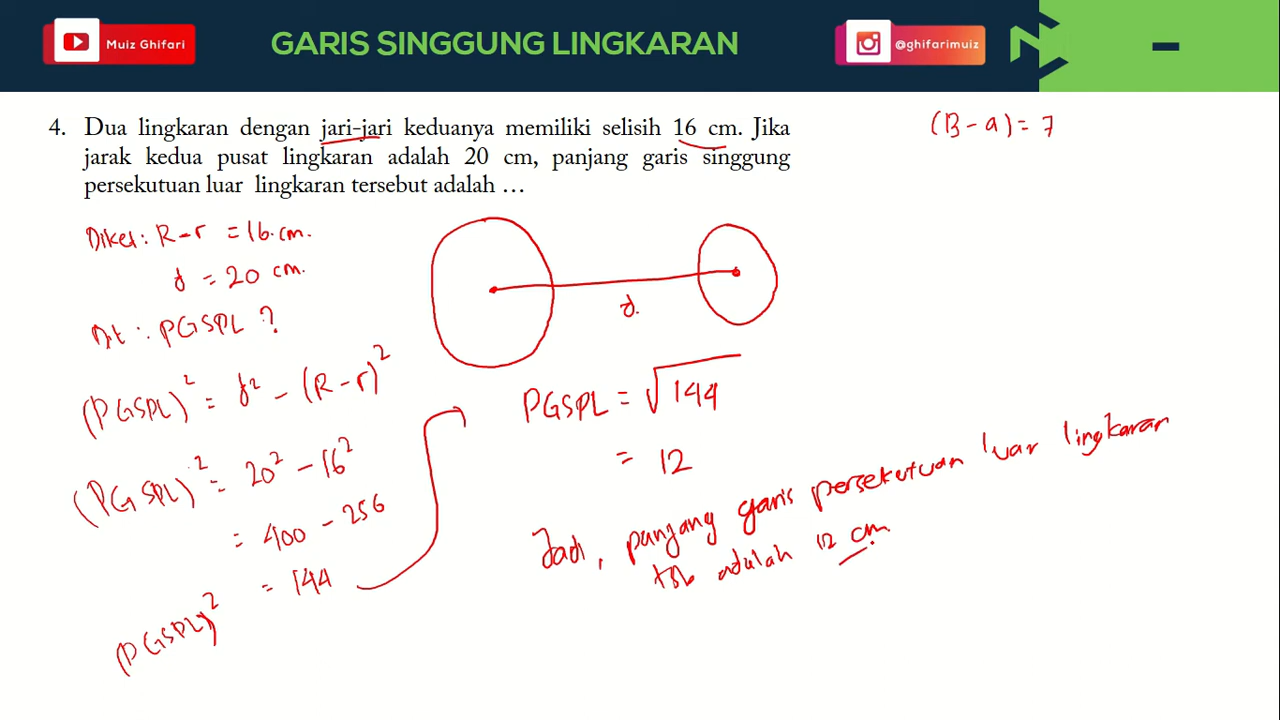 Muiz Ghifari
GARIS SINGGUNG LINGKARAN
@ghifarimuiz
4. Dua lingkaran dengan jari-jari keduanya memiliki selisih 16 cm. Jika
jarak kedua pusat lingkaran adalah 20 cm, panjang garis singgung
persekutuan luar lingkaran tersebut adalah …
(B - a) = 7
Diket : R - r = 16 cm.
d = 20 cm.
Dit : PGSPL ?
d.
(PGSPL)² = d² - (R - r)²
(PGSPL)² = 20² - 16²
= 400 - 256
= 144
(PGSPL)²
PGSPL = √144
= 12
Jadi, panjang garis persekutuan luar lingkaran
tsb adalah 12 cm